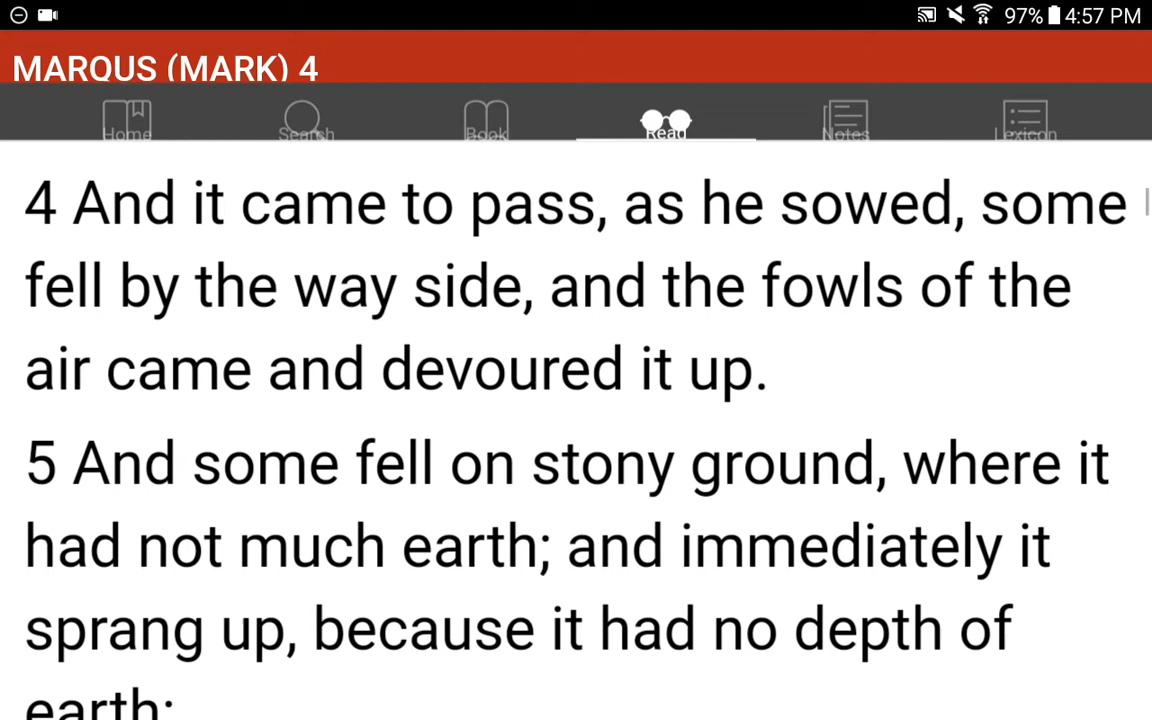 97% 4:57 PM
MARQUS (MARK) 4
Home Search Book Read Notes Lexicon
4 And it came to pass, as he sowed, some
fell by the way side, and the fowls of the
air came and devoured it up.
5 And some fell on stony ground, where it
had not much earth; and immediately it
sprang up, because it had no depth of
earth: